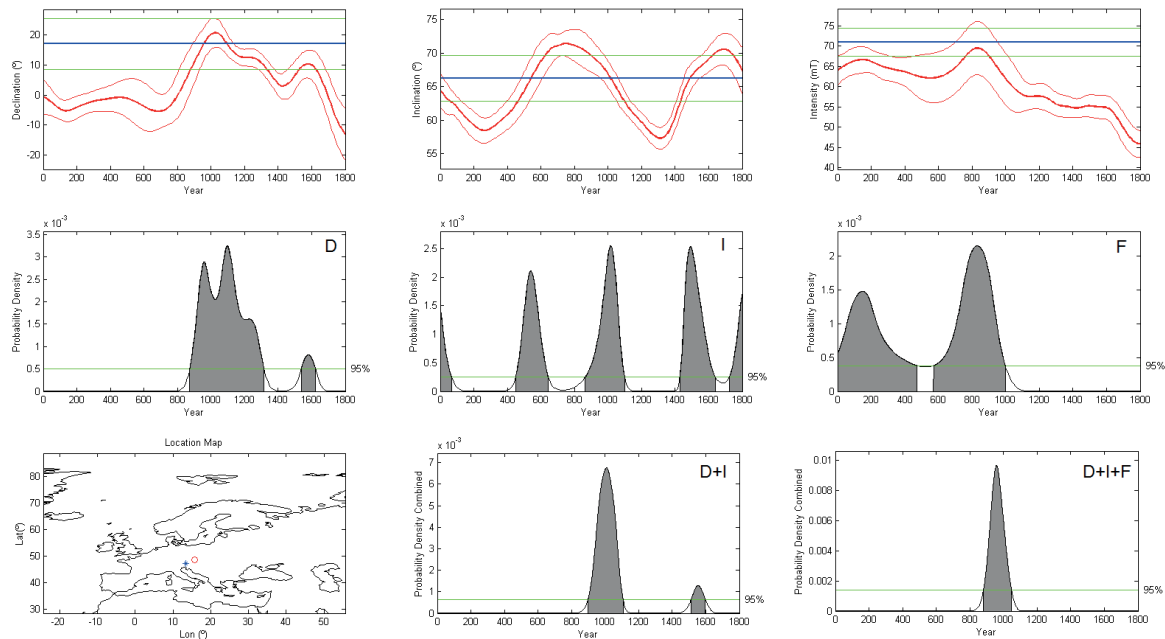 Declination (º)
20
10
0
-10
-20
0 200 400 600 800 1000 1200 1400 1600 1800
Year
Inclination (º)
75
70
65
60
55
0 200 400 600 800 1000 1200 1400 1600 1800
Year
Intensity (mT)
75
70
65
60
55
50
45
40
0 200 400 600 800 1000 1200 1400 1600 1800
Year
x 10-3
Probability Density
3.5
3
2.5
2
1.5
1
0.5
0
D
95%
0 200 400 600 800 1000 1200 1400 1600 1800
Year
x 10-3
Probability Density
2.5
2
1.5
1
0.5
0
I
95%
0 200 400 600 800 1000 1200 1400 1600 1800
Year
x 10-3
Probability Density
2
1.5
1
0.5
0
F
95%
0 200 400 600 800 1000 1200 1400 1600 1800
Year
Location Map
Lat(º)
80
70
60
50
40
30
-20 -10 0 10 20 30 40 50
Lon (º)
x 10-3
Probability Density Combined
7
6
5
4
3
2
1
0
D+I
95%
0 200 400 600 800 1000 1200 1400 1600 1800
Year
Probability Density Combined
0.01
0.008
0.006
0.004
0.002
0
D+I+F
95%
0 200 400 600 800 1000 1200 1400 1600 1800
Year